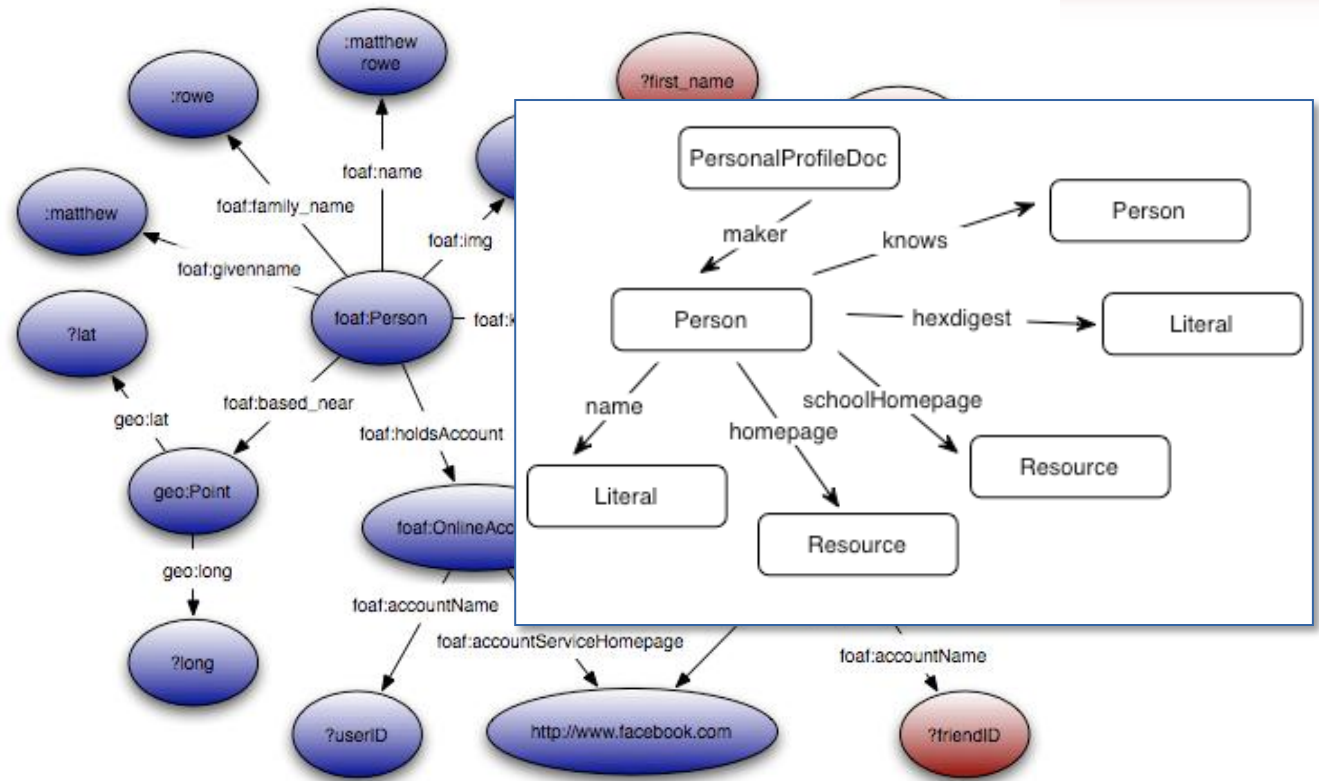 :matthew
rowe
?first_name
:rowe
foaf:name
:matthew
foaf:family_name
foaf:img
foaf:givenname
foaf:Person
?lat
foaf:based_near
geo:lat
foaf:holdsAccount
geo:Point
foaf:
geo:long
foaf:accountName
foaf:accountServiceHomepage
foaf:accountName
?long
?userID
http://www.facebook.com
?friendID
PersonalProfileDoc
maker
knows
Person
Person
hexdigest
Literal
name
schoolHomepage
homepage
Literal
Resource
Resource